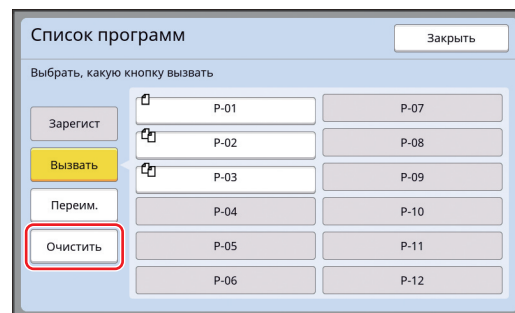 Список программ
Закрыть
Выбрать, какую кнопку вызвать
Зарегист
Вызвать
Переим.
Очистить
P-01
P-02
P-03
P-04
P-05
P-06
P-07
P-08
P-09
P-10
P-11
P-12